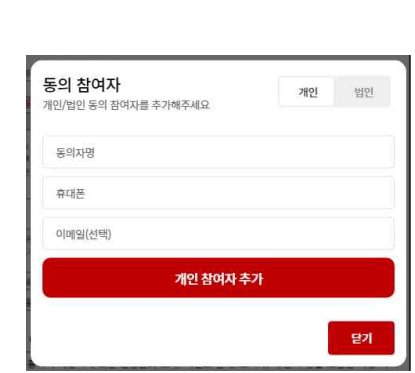 동의 참여자
개인/법인 동의 참여자를 추가해주세요
개인
법인
동의자명
휴대폰
이메일(선택)
개인 참여자 추가
닫기